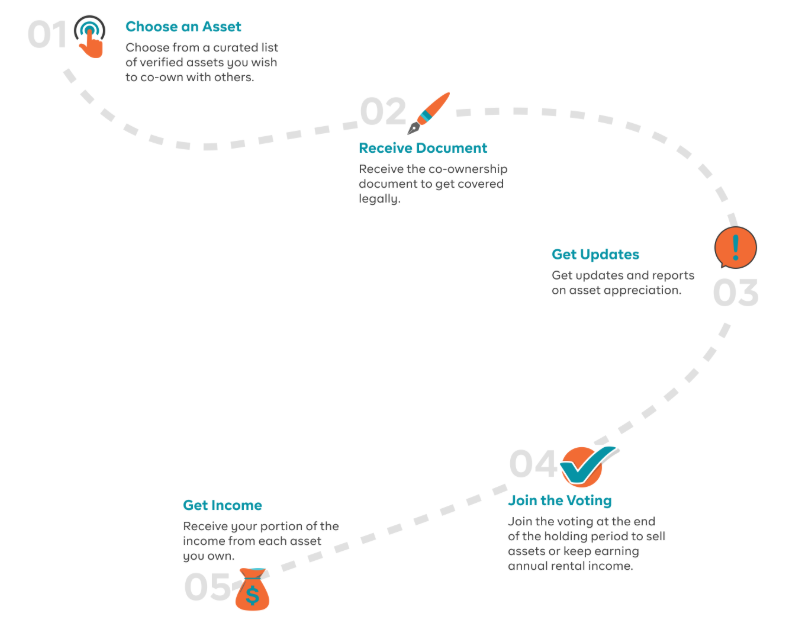 01
Choose an Asset
Choose from a curated list
of verified assets you wish
to co-own with others.
02
Receive Document
Receive the co-ownership
document to get covered
legally.
!
03
Get Updates
Get updates and reports
on asset appreciation.
04
Join the Voting
Join the voting at the end
of the holding period to sell
assets or keep earning
annual rental income.
Get Income
Receive your portion of the
income from each asset
you own.
05
$